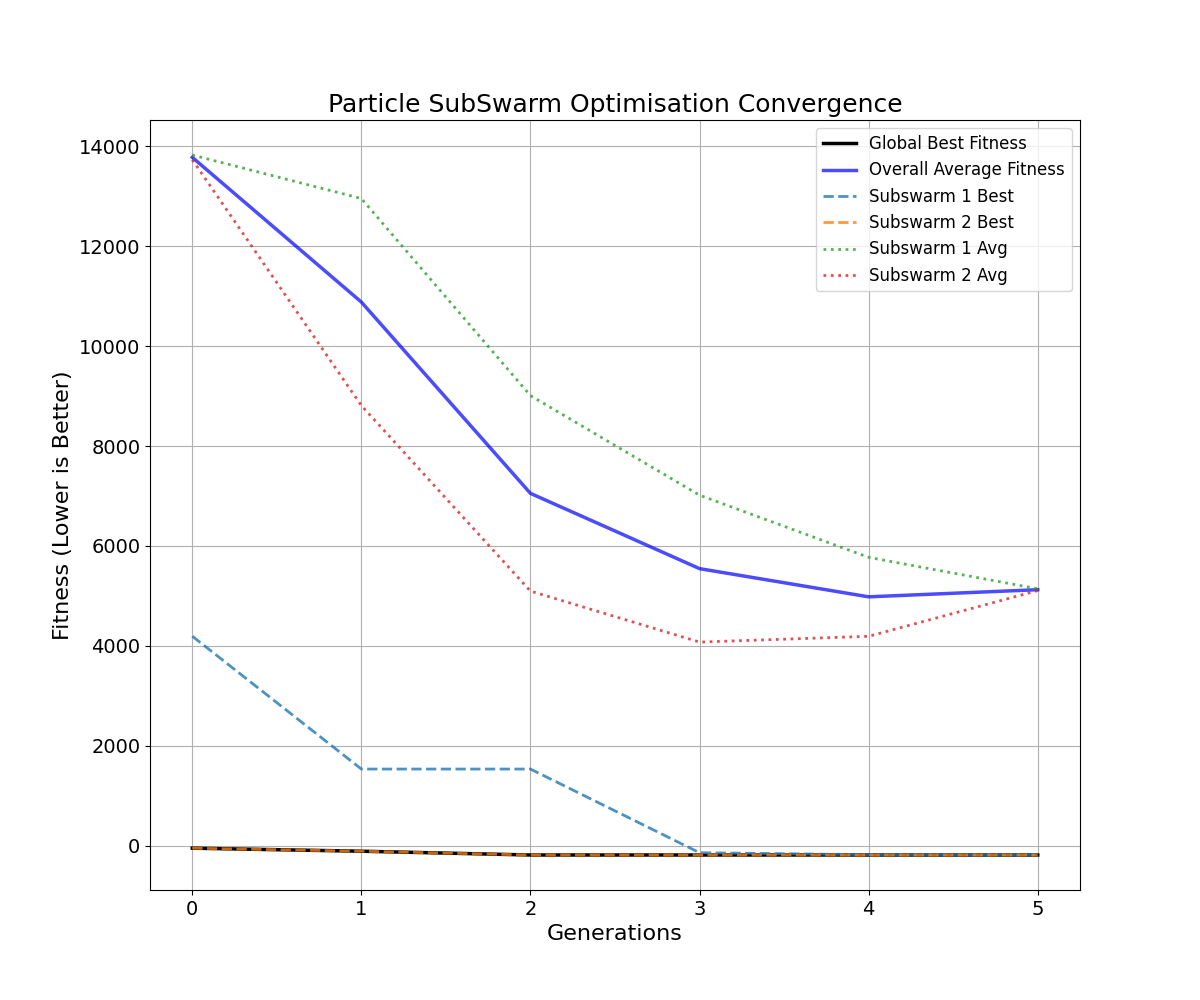 Particle SubSwarm Optimisation Convergence
Global Best Fitness
Overall Average Fitness
Subswarm 1 Best
Subswarm 2 Best
Subswarm 1 Avg
Subswarm 2 Avg
Fitness (Lower is Better)
14000
12000
10000
8000
6000
4000
2000
0
0 1 2 3 4 5
Generations